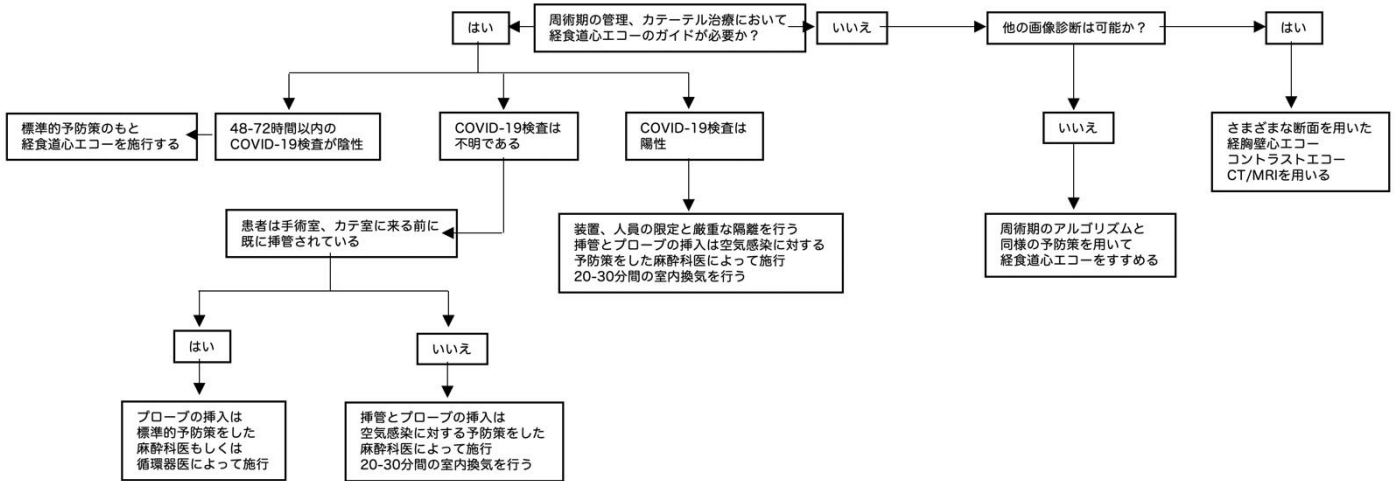 はい
周術期の管理、カテーテル治療において
経食道心エコーのガイドが必要か？
いいえ
他の画像診断は可能か？
はい
標準的予防策のもと
経食道心エコーを施行する
48-72時間以内の
COVID-19検査が陰性
COVID-19検査は
不明である
COVID-19検査は
陽性
いいえ
さまざまな断面を用いた
経胸壁心エコー
コントラストエコー
CT/MRIを用いる
患者は手術室、カテ室に来る前に
既に挿管されている
装置、人員の限定と厳重な隔離を行う
挿管とプローブの挿入は空気感染に対する
予防策をした麻酔科医によって施行
20-30分間の室内換気を行う
周術期のアルゴリズムと
同様の予防策を用いて
経食道心エコーをすすめる
はい
いいえ
プローブの挿入は
標準的予防策をした
麻酔科医もしくは
循環器医によって施行
挿管とプローブの挿入は
空気感染に対する予防策をした
麻酔科医によって施行
20-30分間の室内換気を行う